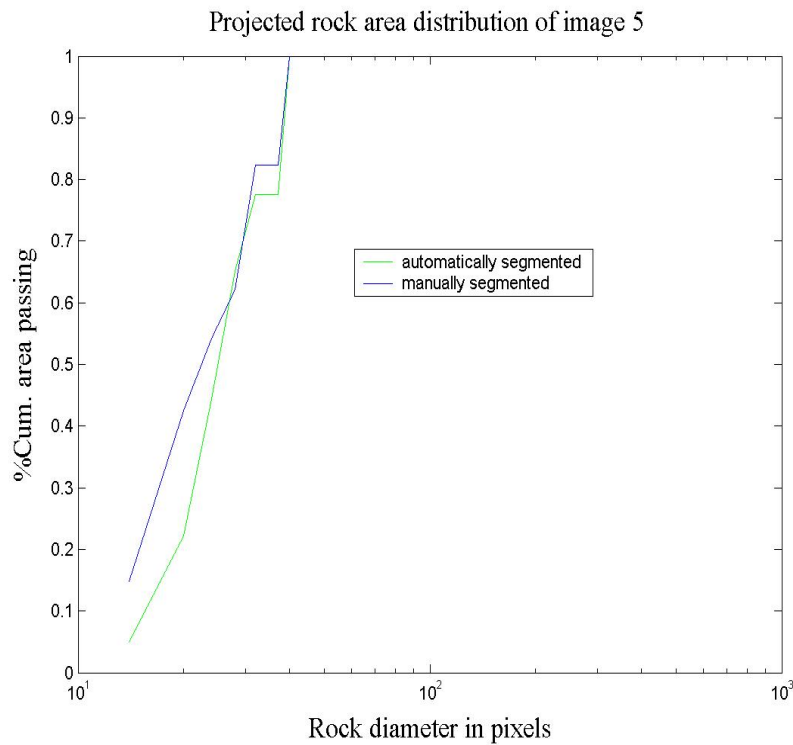 Projected rock area distribution of image 5
%Cum. area passing
1
0.9
0.8
0.7
0.6
0.5
0.4
0.3
0.2
0.1
0
automatically segmented
manually segmented
10¹ 10² 10³
Rock diameter in pixels